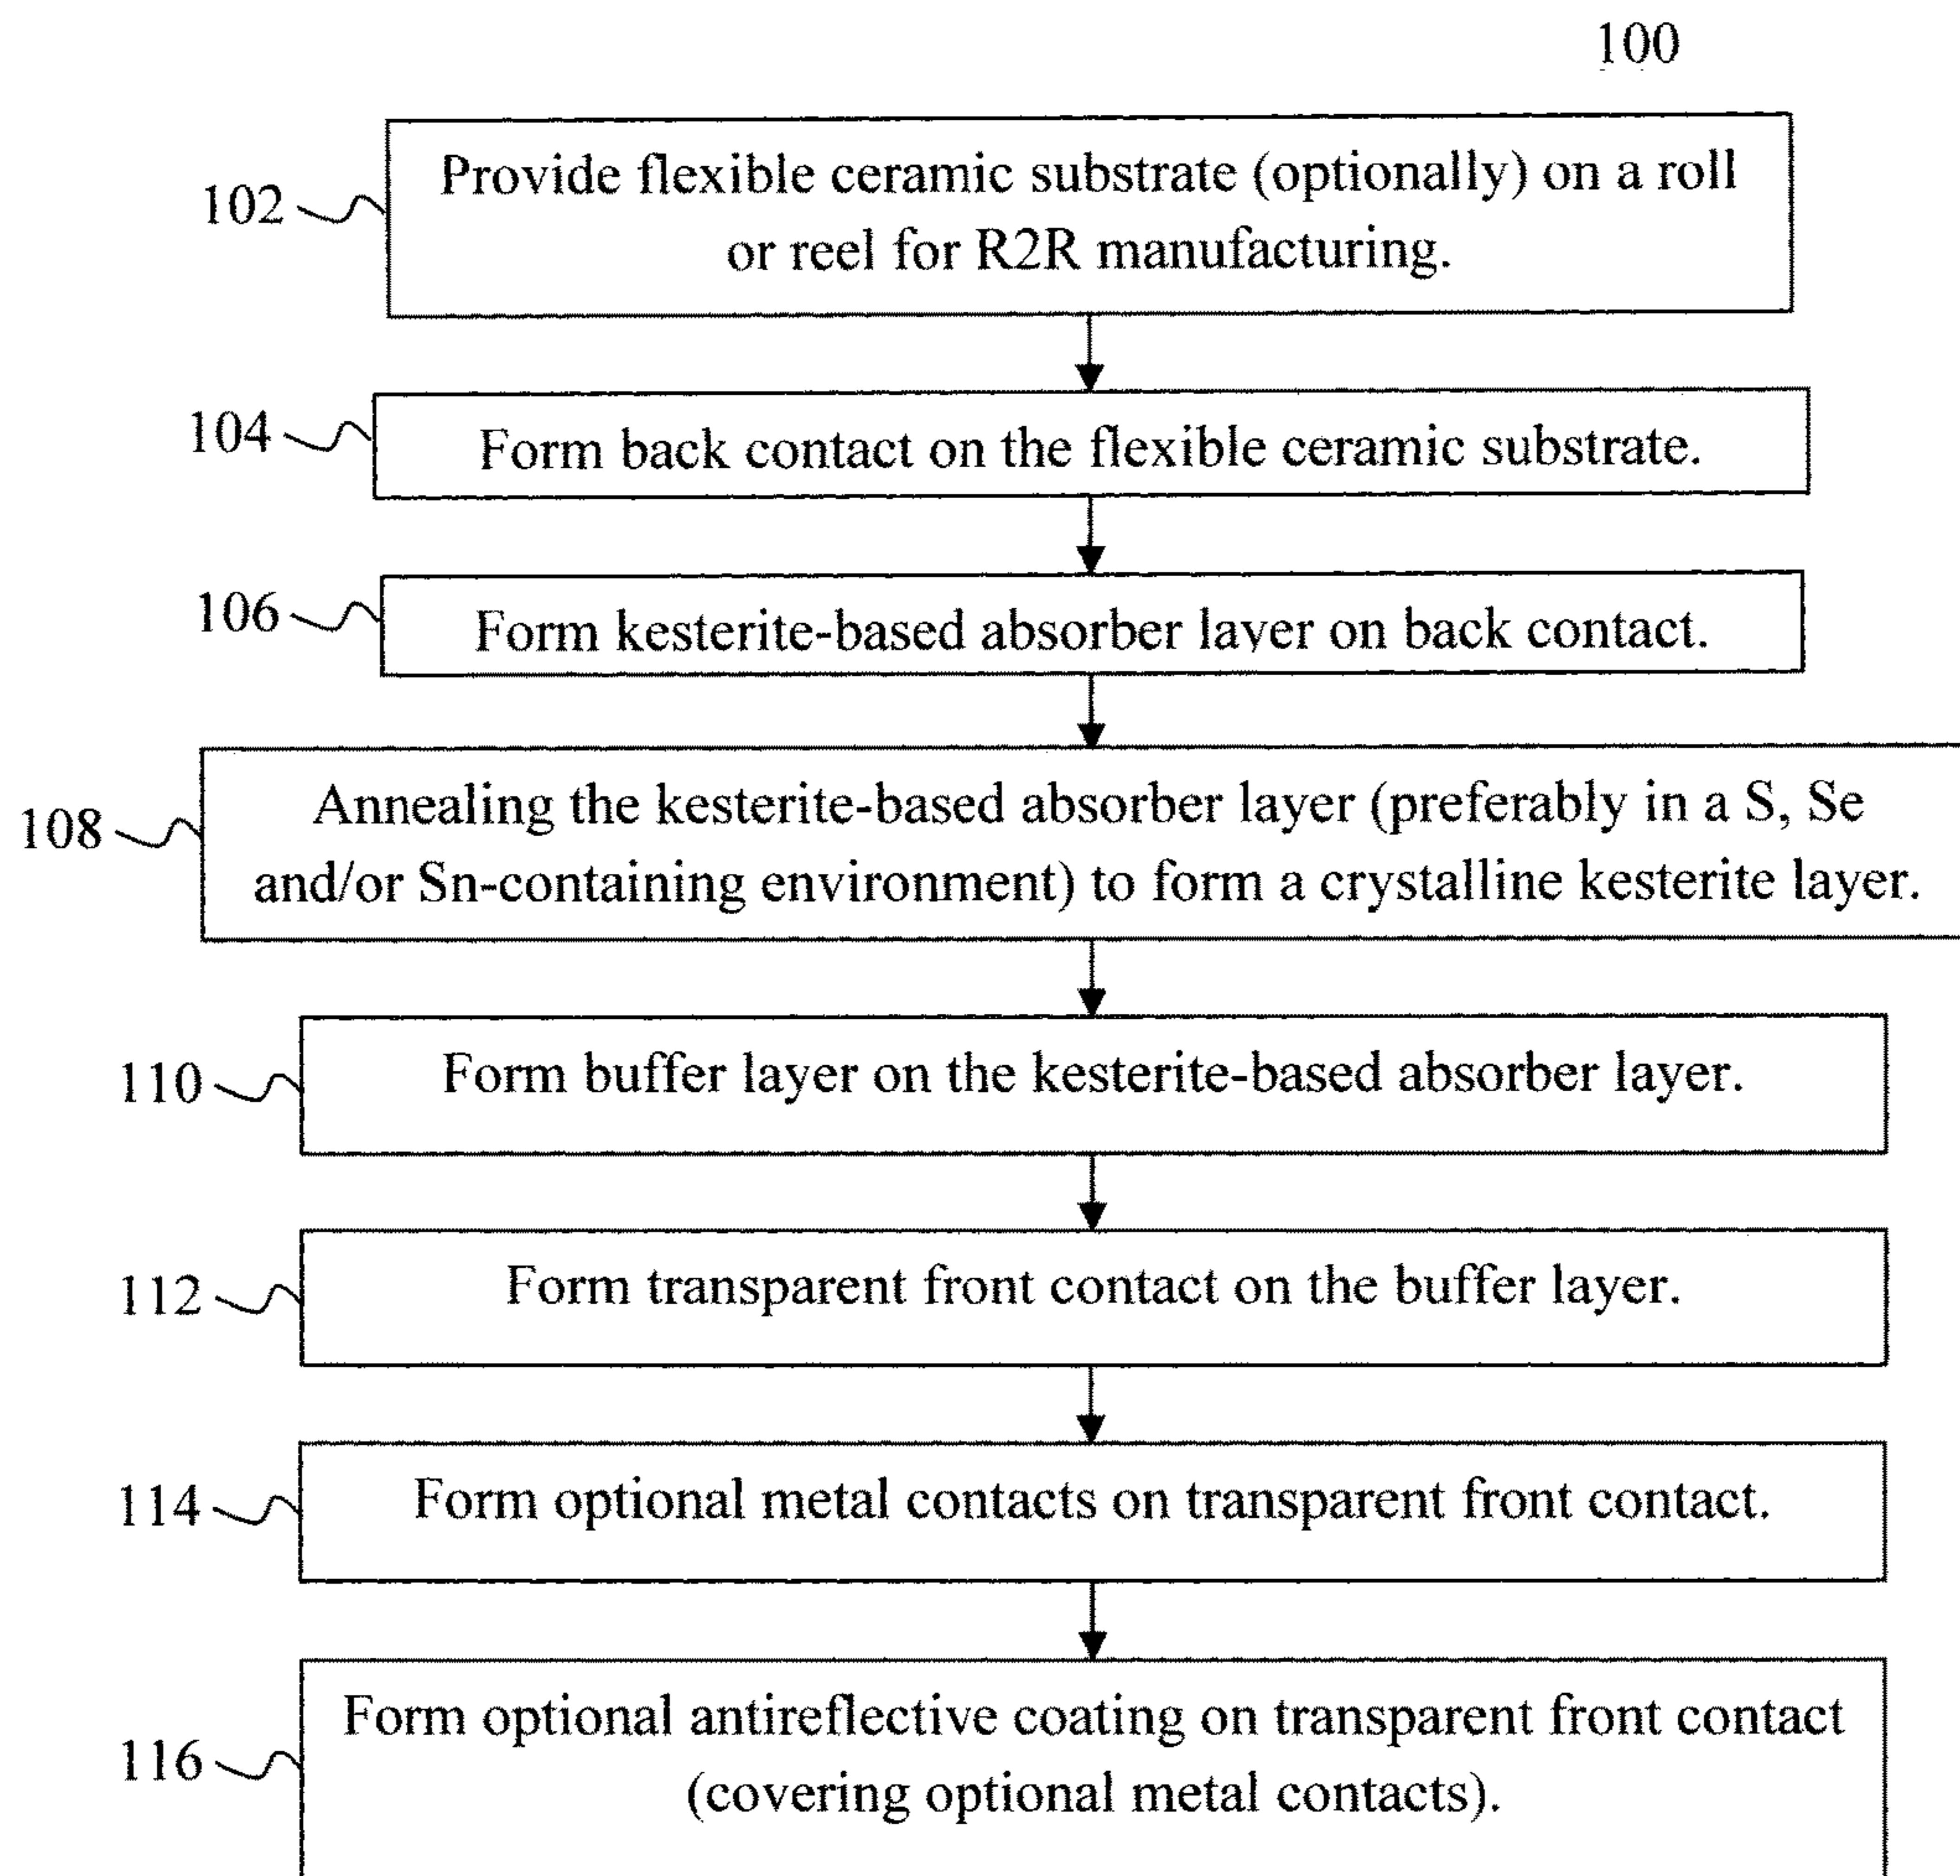 100
102
Provide flexible ceramic substrate (optionally) on a roll
or reel for R2R manufacturing.
104
Form back contact on the flexible ceramic substrate.
106
Form kesterite-based absorber layer on back contact.
108
Annealing the kesterite-based absorber layer (preferably in a S, Se
and/or Sn-containing environment) to form a crystalline kesterite layer.
110
Form buffer layer on the kesterite-based absorber layer.
112
Form transparent front contact on the buffer layer.
114
Form optional metal contacts on transparent front contact.
116
Form optional antireflective coating on transparent front contact
(covering optional metal contacts).